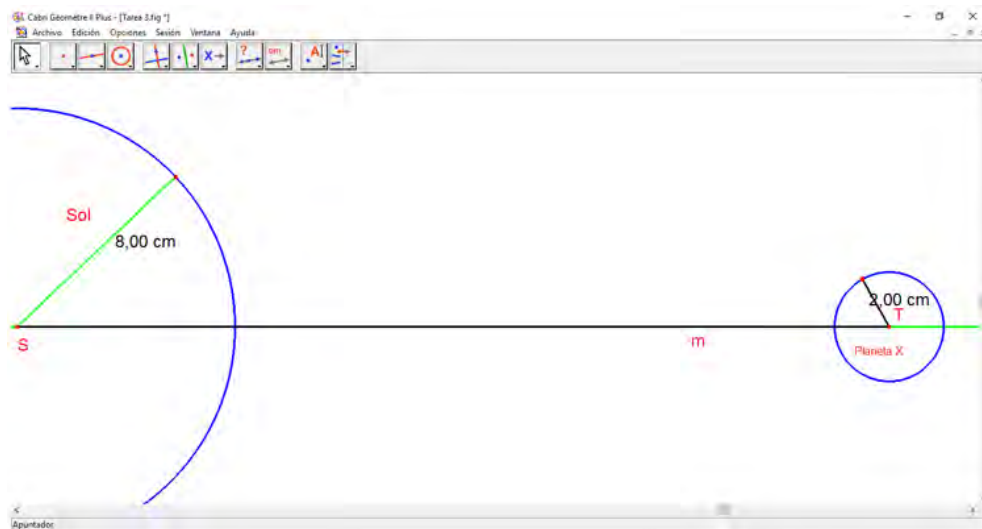 Cabri Géomètre II Plus - [Tarea 3.fig *]
Archivo Edición Opciones Sesión Ventana Ayuda
Sol
8,00 cm
2,00 cm
T
S
m
Planeta X
Apuntador